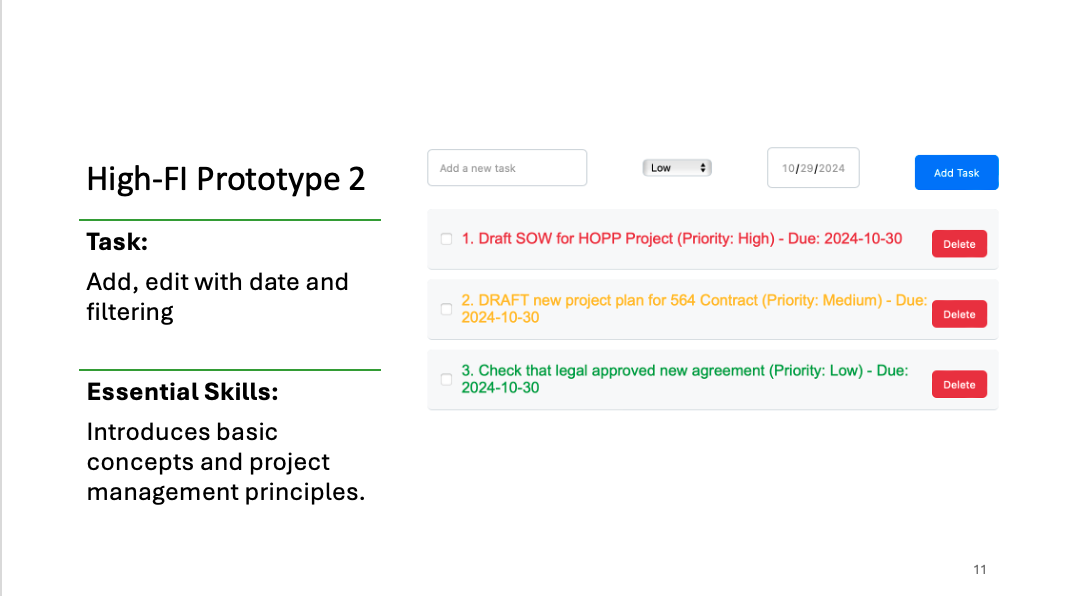 High-FI Prototype 2
Task:
Add, edit with date and
filtering
Essential Skills:
Introduces basic
concepts and project
management principles.
Add a new task
Low
10/29/2024
Add Task
1. Draft SOW for HOPP Project (Priority: High) - Due: 2024-10-30
Delete
2. DRAFT new project plan for 564 Contract (Priority: Medium) - Due:
2024-10-30
Delete
3. Check that legal approved new agreement (Priority: Low) - Due:
2024-10-30
Delete
11